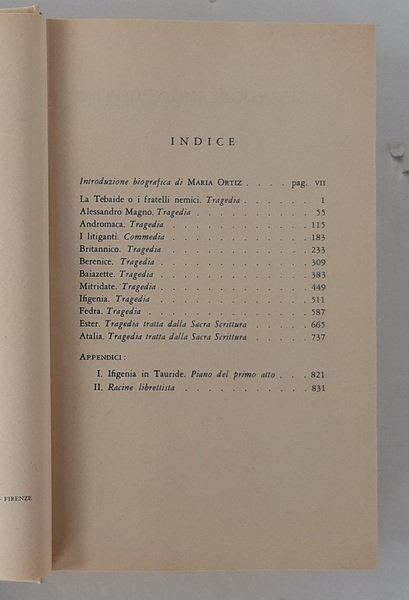 INDICE
Introduzione biografica di MARIA ORTIZ . . . . pag. VII
La Tebaide o i fratelli nemici. Tragedia . . . . . . 1
Alessandro Magno. Tragedia . . . . . . . . . 55
Andromaca. Tragedia . . . . . . . . . . . 115
I litiganti. Commedia . . . . . . . . . . . 183
Britannico. Tragedia . . . . . . . . . . . 233
Berenice. Tragedia . . . . . . . . . . . . 309
Baiazette. Tragedia . . . . . . . . . . . . 383
Mitridate. Tragedia . . . . . . . . . . . . 449
Ifigenia. Tragedia . . . . . . . . . . . . 511
Fedra. Tragedia . . . . . . . . . . . . . 587
Ester. Tragedia tratta dalla Sacra Scrittura . . . . . 665
Atalia. Tragedia tratta dalla Sacra Scrittura . . . . . 737
APPENDICI:
I. Ifigenia in Tauride. Piano del primo atto . . . 821
II. Racine librettista . . . . . . . . . . 831
- FIRENZE